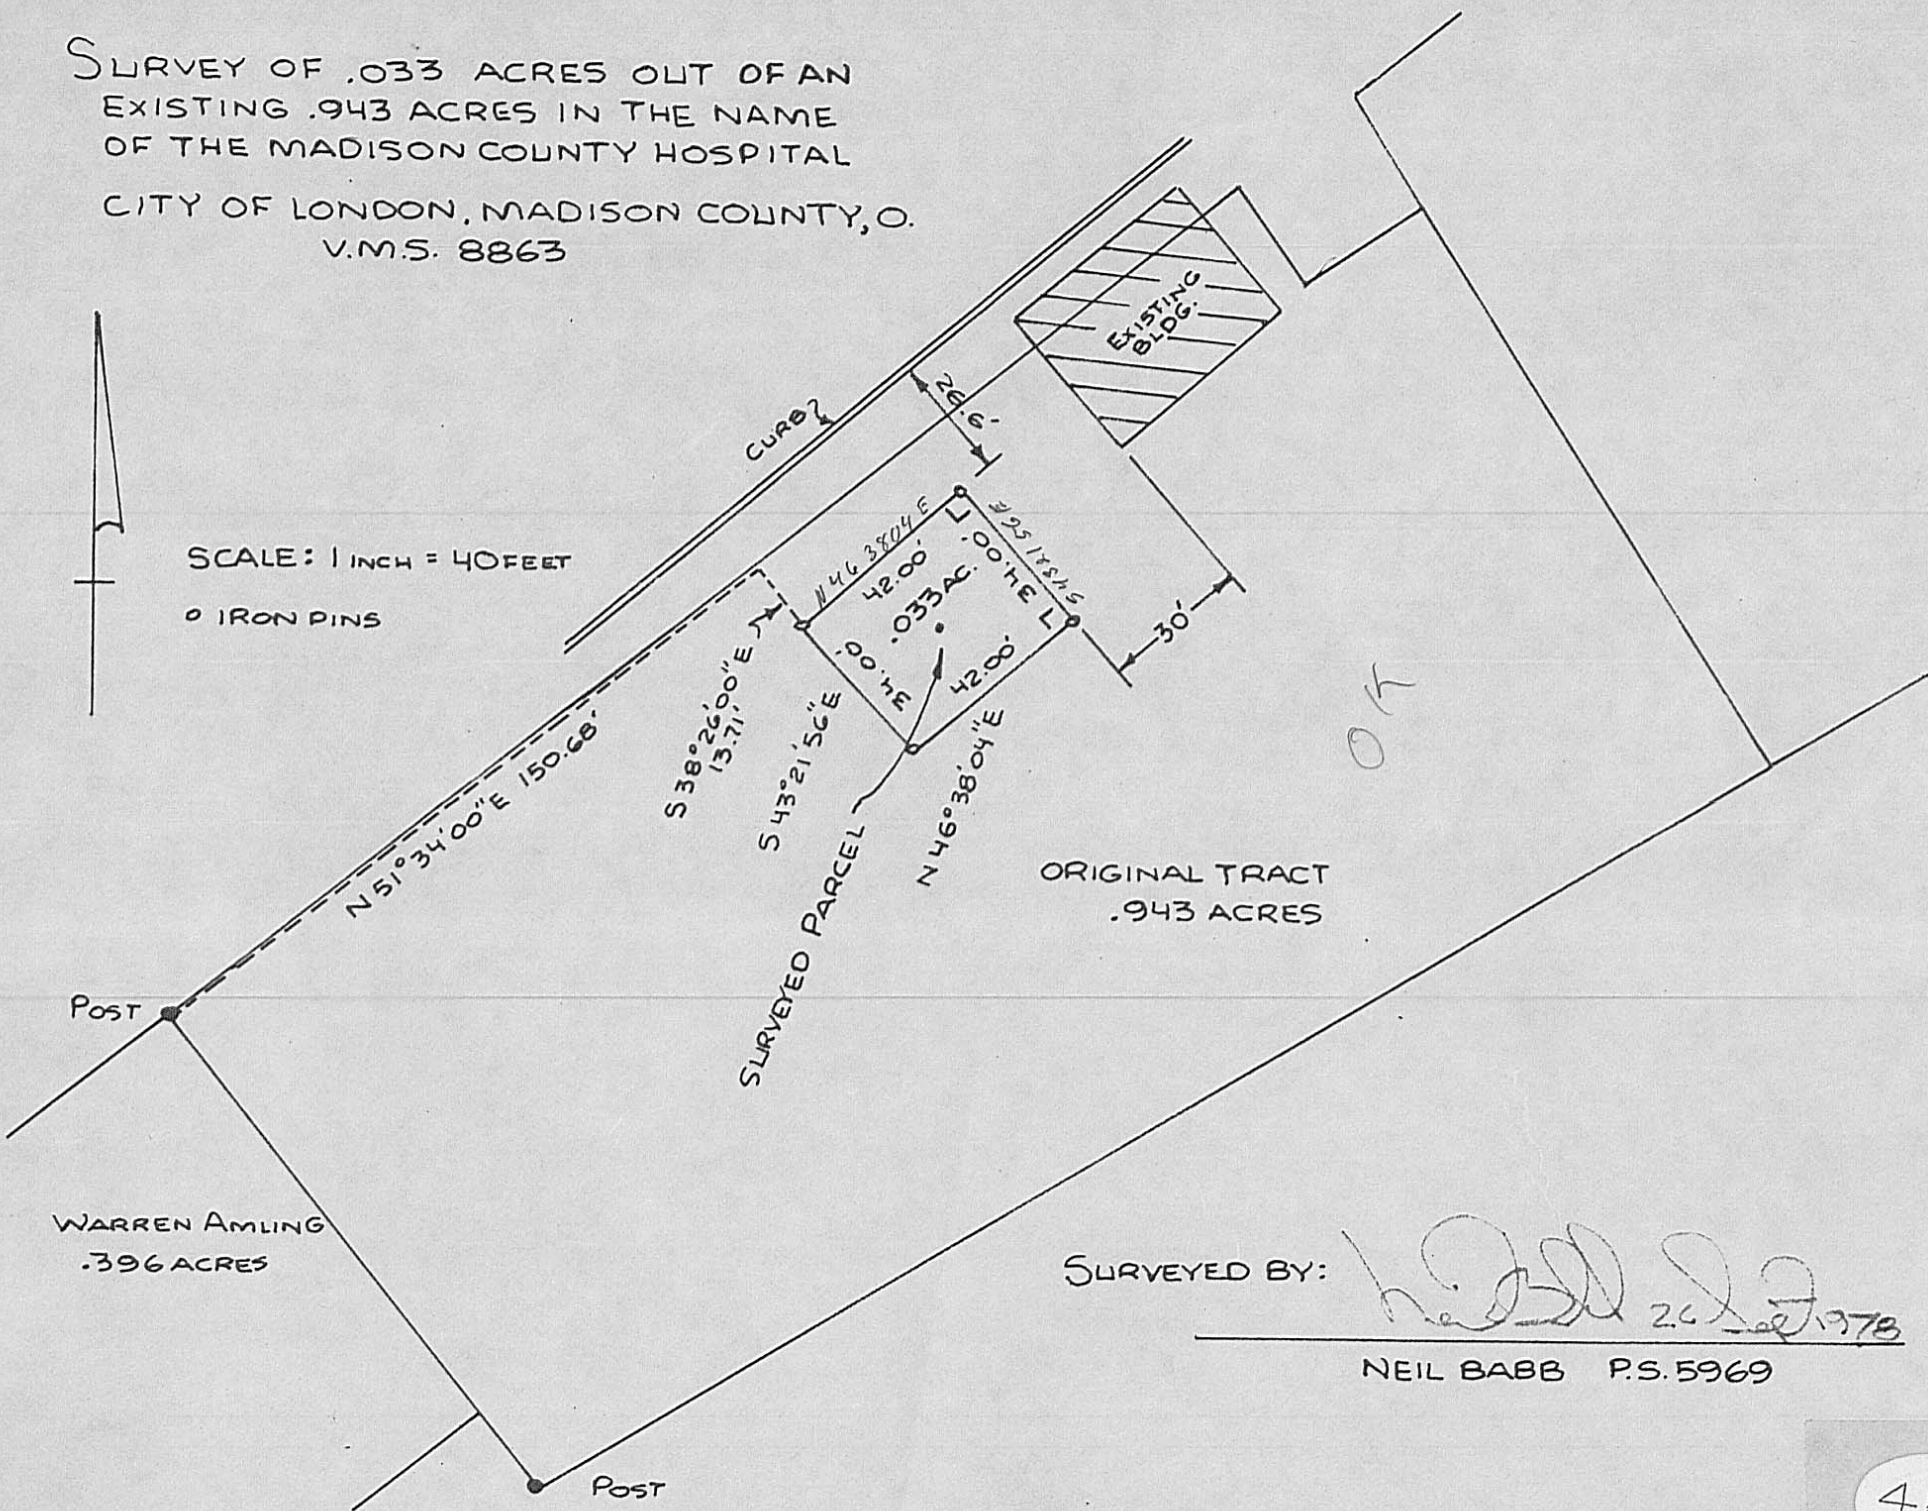 SURVEY OF .033 ACRES OUT OF AN
EXISTING .943 ACRES IN THE NAME
OF THE MADISON COUNTY HOSPITAL
CITY OF LONDON, MADISON COUNTY, O.
V.M.S. 8863
SCALE: 1 INCH = 40 FEET
o IRON PINS
EXISTING
BLDG.
CURB
26.6'
N 46 38 04 E
42.00'
S 43 21 56 E
34.00'
.033 AC.
34.00'
42.00'
30'
S 38° 26' 00" E
13.71'
S 43° 21' 56" E
N 46° 38' 04" E
N 51° 34' 00" E 150.68'
SURVEYED PARCEL
OK
ORIGINAL TRACT
.943 ACRES
POST
WARREN AMLING
.396 ACRES
POST
SURVEYED BY:
26 1978
NEIL BABB P.S. 5969
4